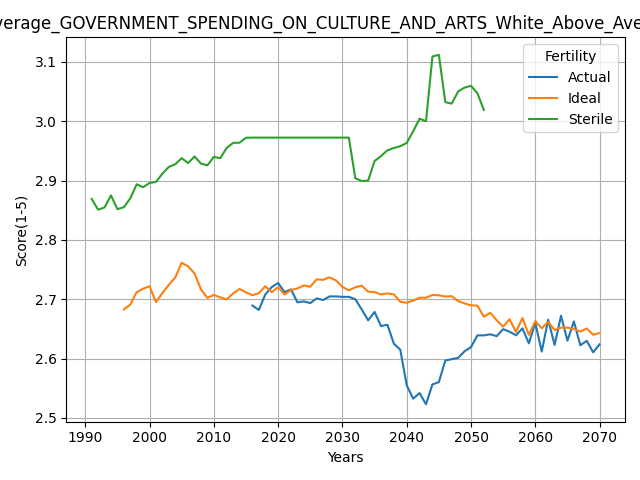 verage_GOVERNMENT_SPENDING_ON_CULTURE_AND_ARTS_White_Above_Ave
Fertility
Actual
Ideal
Sterile
Score(1-5)
3.1
3.0
2.9
2.8
2.7
2.6
2.5
1990 2000 2010 2020 2030 2040 2050 2060 2070
Years